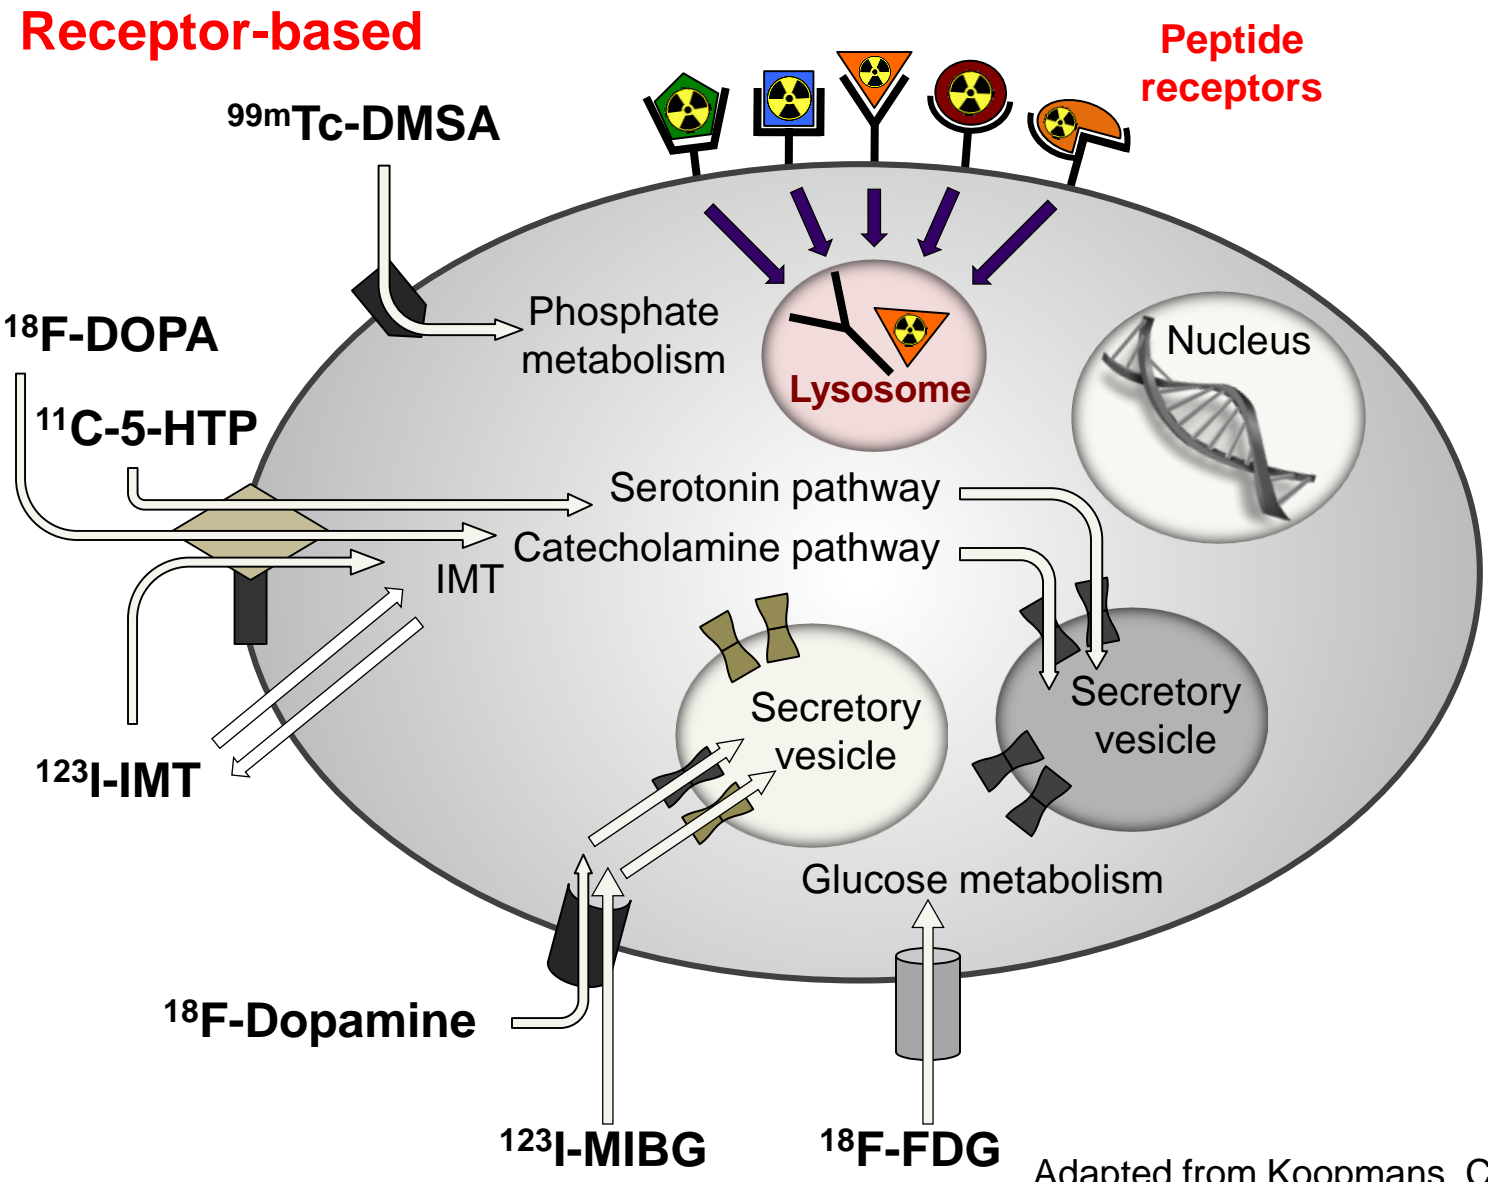 Receptor-based
Peptide
receptors
99mTc-DMSA
18F-DOPA
Phosphate
metabolism
Nucleus
Lysosome
11C-5-HTP
Serotonin pathway
Catecholamine pathway
IMT
Secretory
vesicle
Secretory
vesicle
123I-IMT
Glucose metabolism
18F-Dopamine
123I-MIBG
18F-FDG
Adapted from Koopmans, C